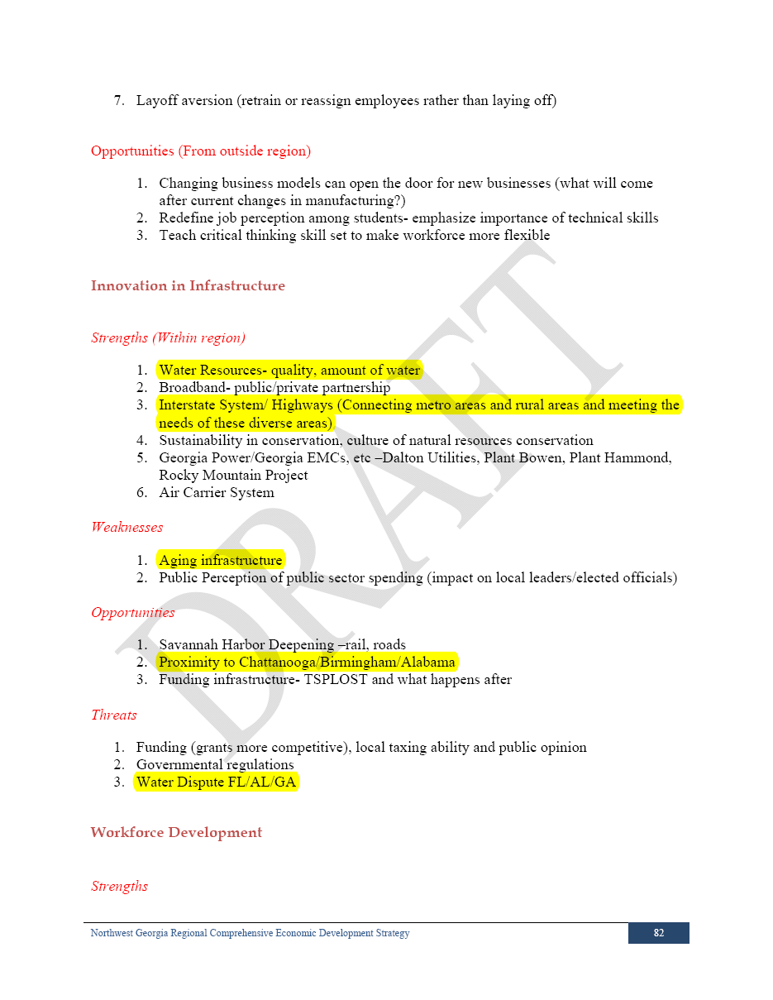 7. Layoff aversion (retrain or reassign employees rather than laying off)
Opportunities (From outside region)
1. Changing business models can open the door for new businesses (what will come
after current changes in manufacturing?)
2. Redefine job perception among students- emphasize importance of technical skills
3. Teach critical thinking skill set to make workforce more flexible
Innovation in Infrastructure
Strengths (Within region)
1. Water Resources- quality, amount of water
2. Broadband- public/private partnership
3. Interstate System/ Highways (Connecting metro areas and rural areas and meeting the
needs of these diverse areas)
4. Sustainability in conservation, culture of natural resources conservation
5. Georgia Power/Georgia EMCs, etc –Dalton Utilities, Plant Bowen, Plant Hammond,
Rocky Mountain Project
6. Air Carrier System
Weaknesses
1. Aging infrastructure
2. Public Perception of public sector spending (impact on local leaders/elected officials)
Opportunities
1. Savannah Harbor Deepening –rail, roads
2. Proximity to Chattanooga/Birmingham/Alabama
3. Funding infrastructure- TSPLOST and what happens after
Threats
1. Funding (grants more competitive), local taxing ability and public opinion
2. Governmental regulations
3. Water Dispute FL/AL/GA
Workforce Development
Strengths
Northwest Georgia Regional Comprehensive Economic Development Strategy 82
DRAFT